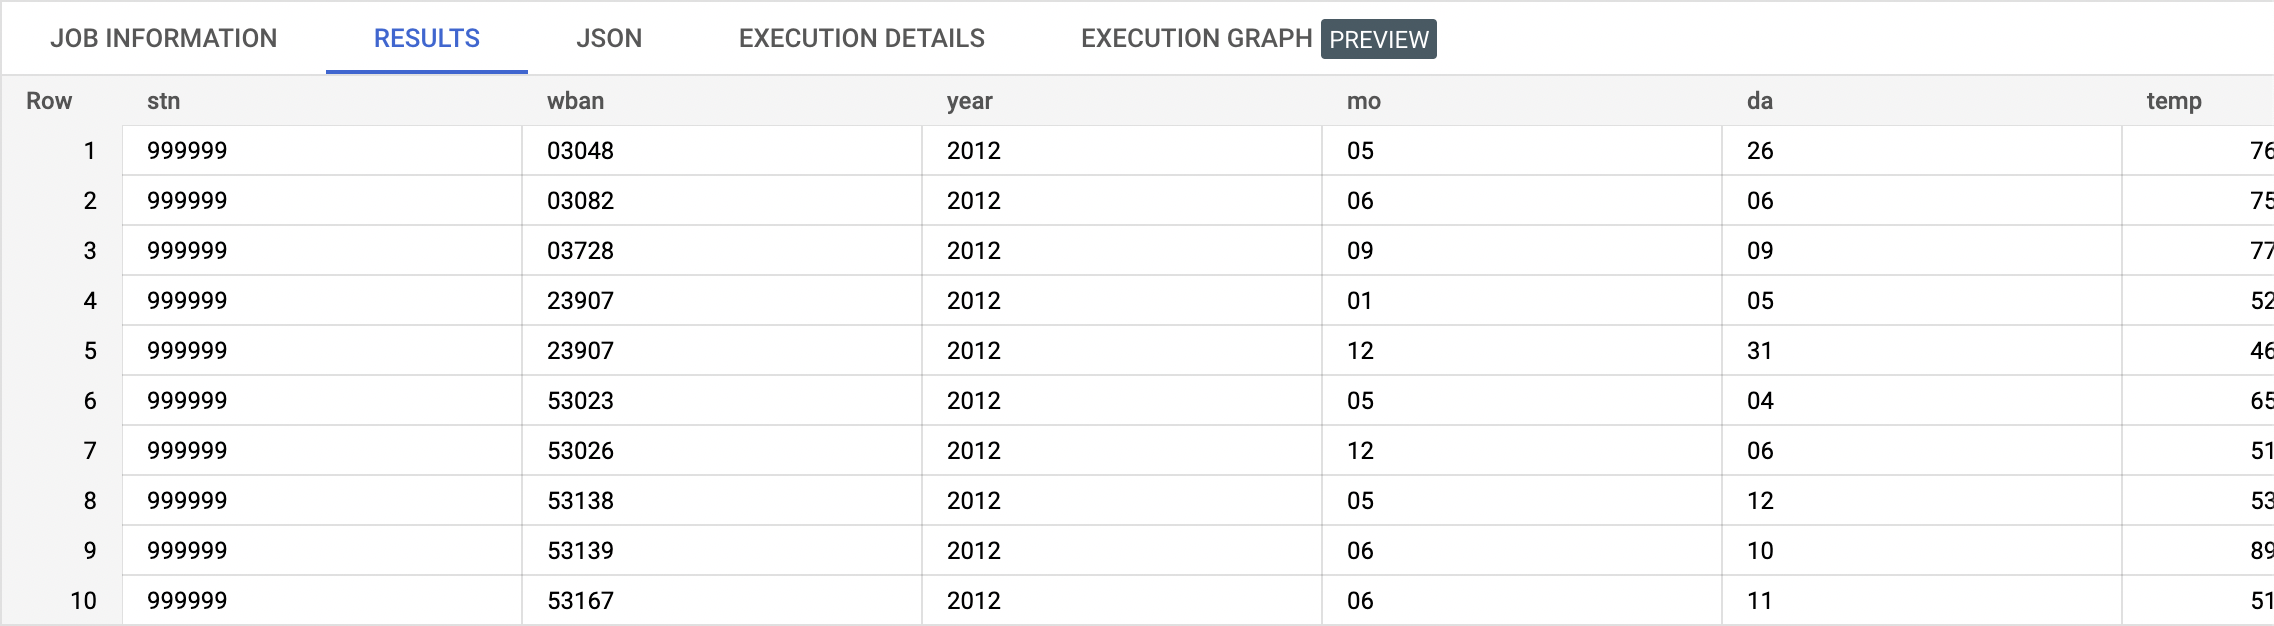 JOB INFORMATION RESULTS JSON EXECUTION DETAILS EXECUTION GRAPH PREVIEW
Row stn wban year mo da temp
1 999999 03048 2012 05 26 76
2 999999 03082 2012 06 06 75
3 999999 03728 2012 09 09 77
4 999999 23907 2012 01 05 52
5 999999 23907 2012 12 31 46
6 999999 53023 2012 05 04 65
7 999999 53026 2012 12 06 51
8 999999 53138 2012 05 12 53
9 999999 53139 2012 06 10 89
10 999999 53167 2012 06 11 51